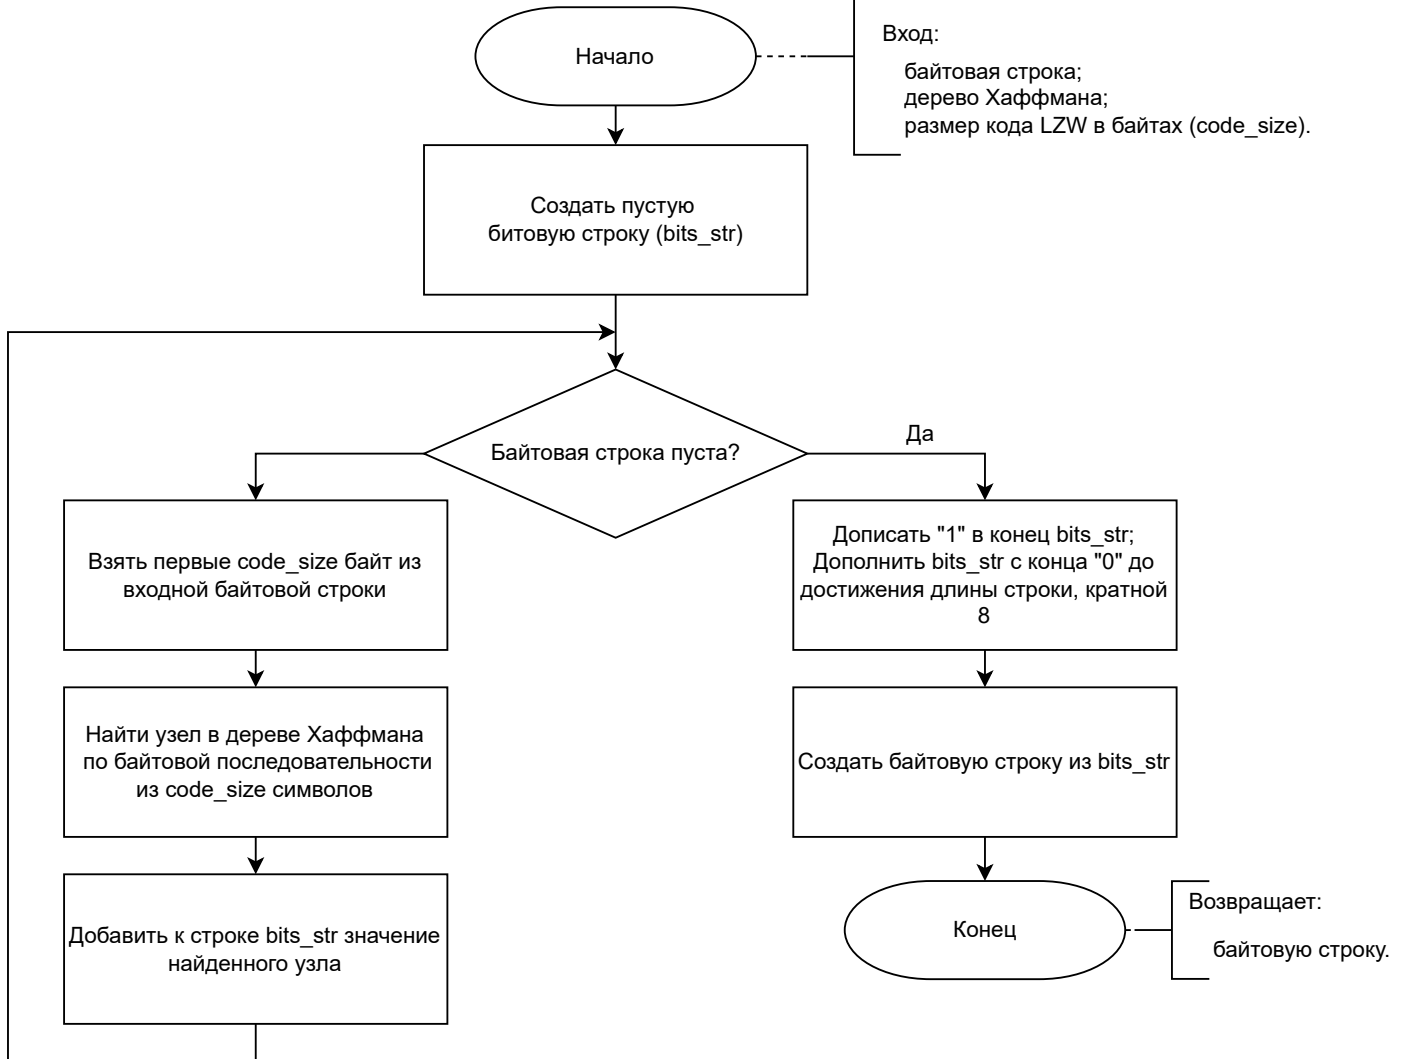 Начало
Вход:
байтовая строка;
дерево Хаффмана;
размер кода LZW в байтах (code_size).
Создать пустую
битовую строку (bits_str)
Байтовая строка пуста?
Да
Взять первые code_size байт из
входной байтовой строки
Дописать "1" в конец bits_str;
Дополнить bits_str с конца "0" до
достижения длины строки, кратной
8
Найти узел в дереве Хаффмана
по байтовой последовательности
из code_size символов
Создать байтовую строку из bits_str
Добавить к строке bits_str значение
найденного узла
Конец
Возвращает:
байтовую строку.